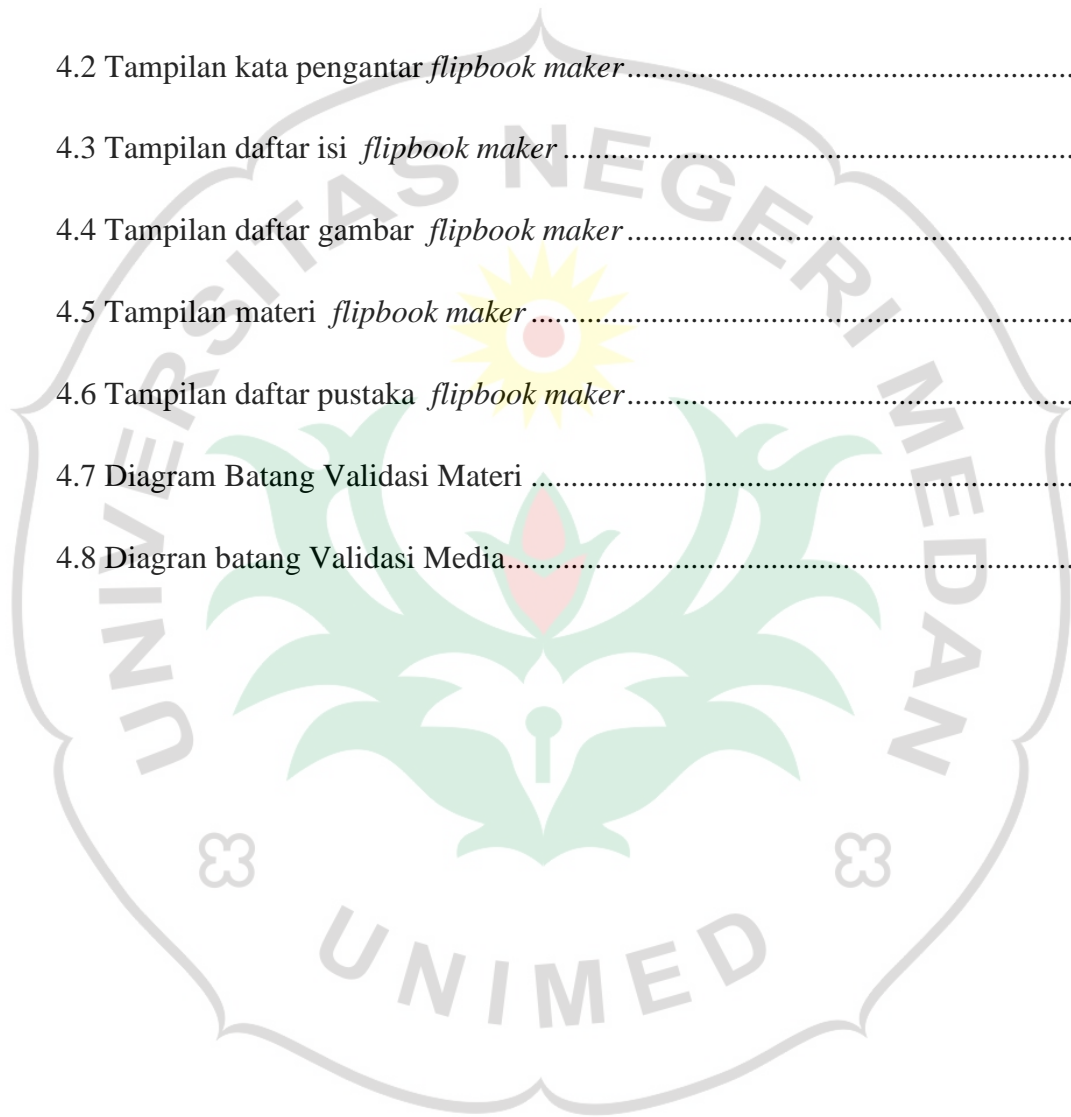 4.2 Tampilan kata pengantar flipbook maker....................................................................
4.3 Tampilan daftar isi flipbook maker ..............................................................................
4.4 Tampilan daftar gambar flipbook maker....................................................................
4.5 Tampilan materi flipbook maker ..................................................................................
4.6 Tampilan daftar pustaka flipbook maker....................................................................
4.7 Diagram Batang Validasi Materi ..................................................................................
4.8 Diagran batang Validasi Media......................................................................................
UNIVERSITAS NEGERI MEDAN
UNIMED